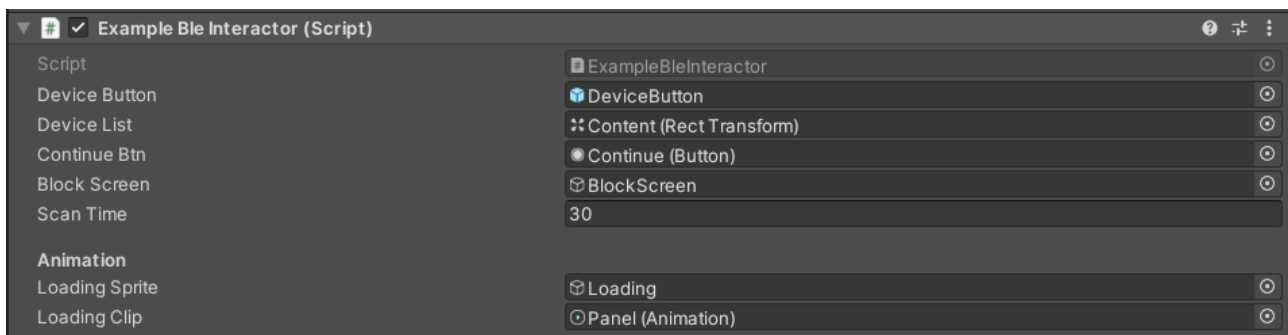 Example Ble Interactor (Script)
Script ExampleBleInteractor
Device Button DeviceButton
Device List Content (Rect Transform)
Continue Btn Continue (Button)
Block Screen BlockScreen
Scan Time 30
Animation
Loading Sprite Loading
Loading Clip Panel (Animation)